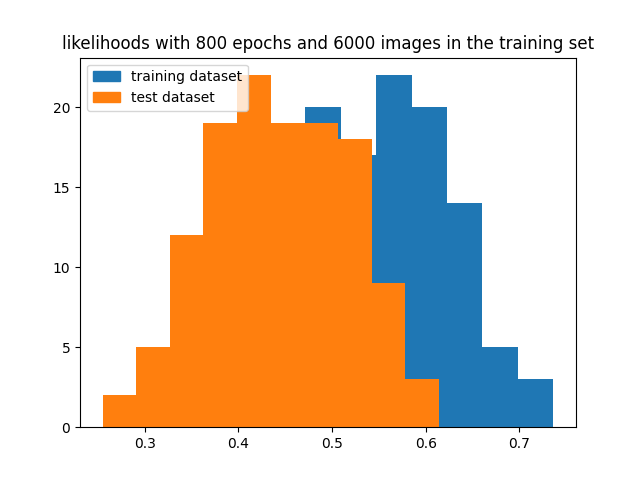 likelihoods with 800 epochs and 6000 images in the training set
training dataset
test dataset
20
15
10
5
0
0.3 0.4 0.5 0.6 0.7